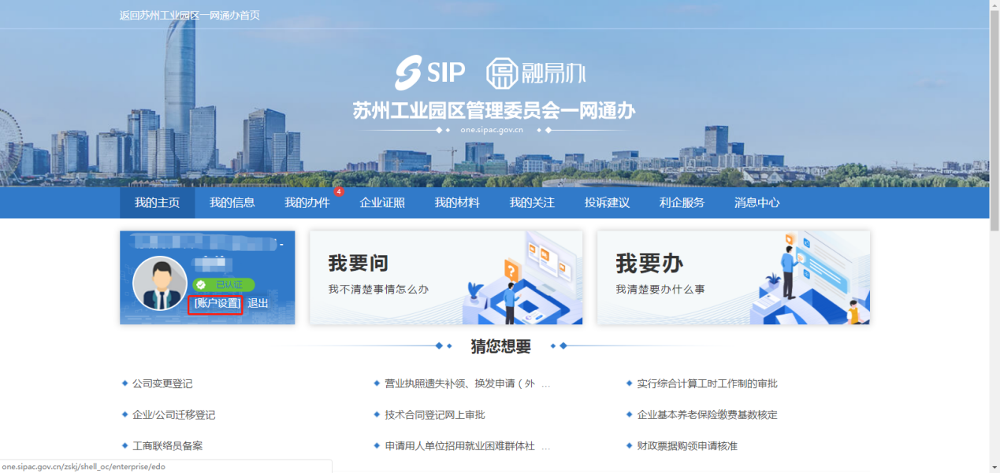 返回苏州工业园区一网通办首页
SIP 融易办
苏州工业园区管理委员会一网通办
one.sipac.gov.cn
我的主页 我的信息 我的办件 4 企业证照 我的材料 我的关注 投诉建议 利企服务 消息中心
已认证
[账户设置] 退出
我要问
我不清楚事情怎么办
我要办
我清楚要办什么事
猜您想要
公司变更登记 营业执照遗失补领、换发申请（外 ... 实行综合计算工时工作制的审批
企业/公司迁移登记 技术合同登记网上审批 企业基本养老保险缴费基数核定
工商联络员备案 申请用人单位招用就业困难群体社 ... 财政票据购领申请核准
one.sipac.gov.cn/zskj/shell_oc/enterprise/edo